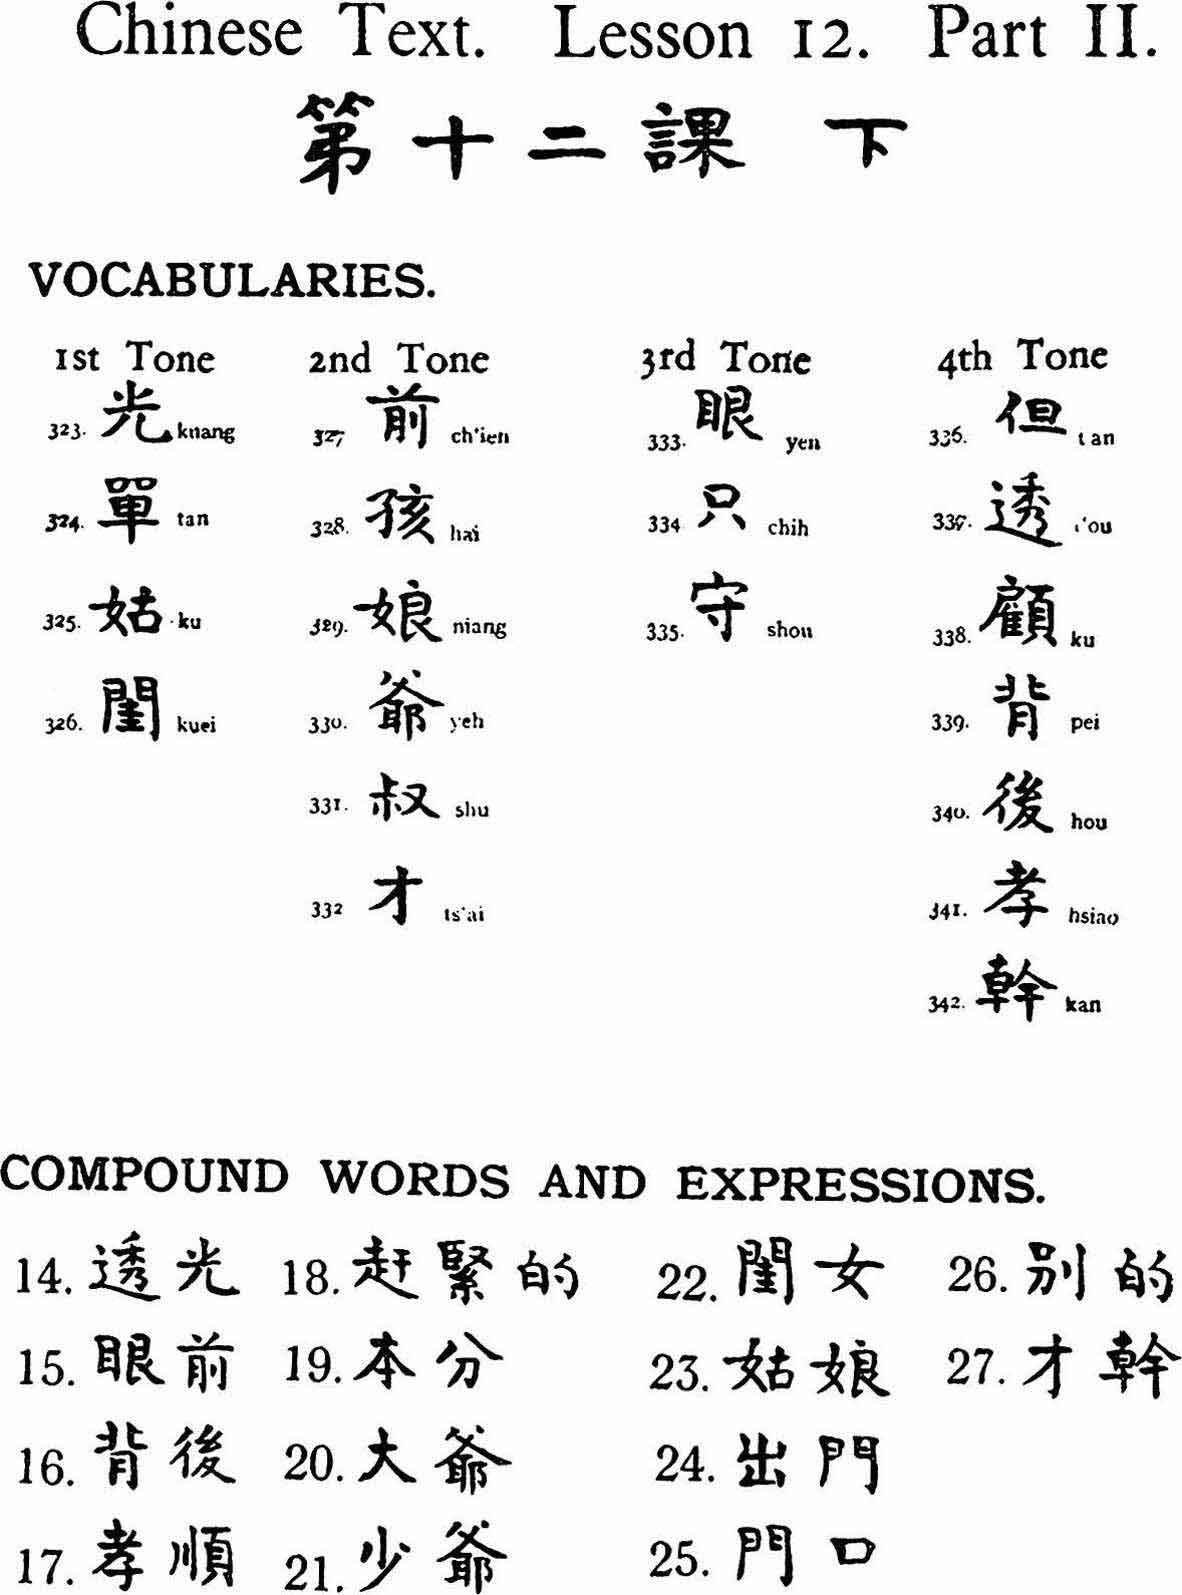 Chinese Text. Lesson 12. Part II.
第十二課 下
VOCABULARIES.
1st Tone 2nd Tone 3rd Tone 4th Tone
323. 光 kuang 327 前 ch'ien 333. 眼 yen 336. 但 tan
324. 單 tan 328. 孩 hai 334 只 chih 337. 透 t'ou
325. 姑 ku 329. 娘 niang 335. 守 shou 338. 顧 ku
326. 閨 kuei 330. 爺 yeh 339. 背 pei
331. 叔 shu 340. 後 hou
332 才 ts'ai 341. 孝 hsiao
342. 幹 kan
COMPOUND WORDS AND EXPRESSIONS.
14. 透光 18. 赶緊的 22. 閨女 26. 别的
15. 眼前 19. 本分 23. 姑娘 27. 才幹
16. 背後 20. 大爺 24. 出門
17. 孝順 21. 少爺 25. 門口